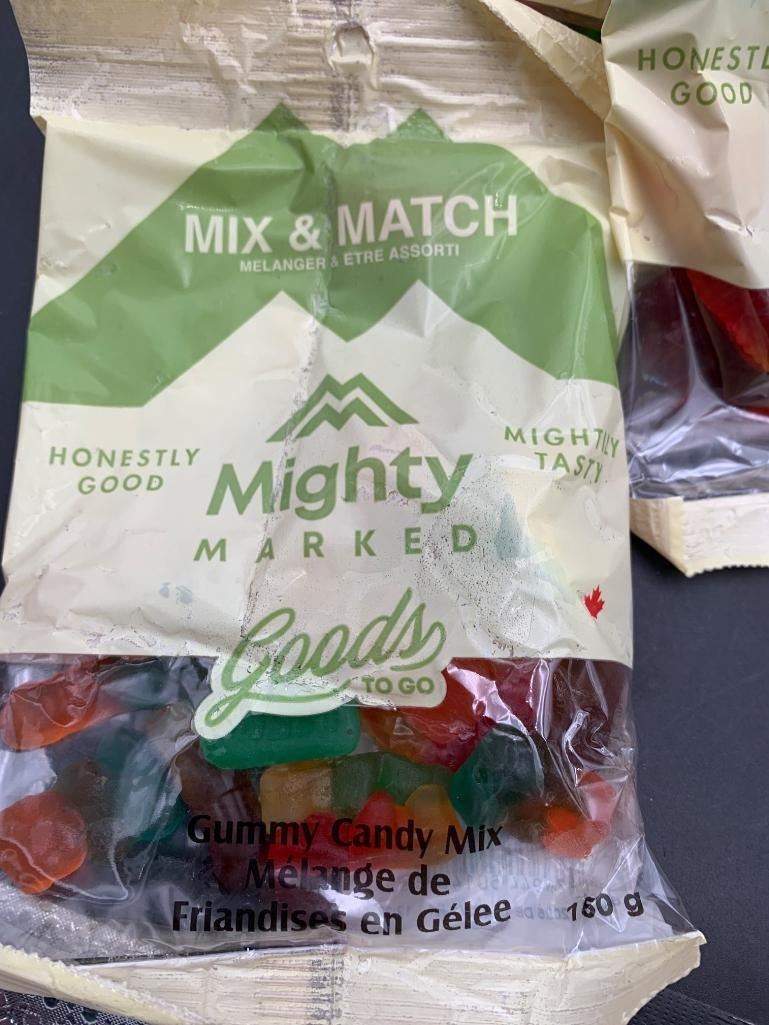 MIX & MATCH
MELANGER & ETRE ASSORTI
HONESTLY
GOOD
Mighty
MARKED
MIGHTILY
TASTY
Goods
TO GO
Gummy Candy Mix
Mélange de
Friandises en Gélee
160 g
HONESTL
GOOD